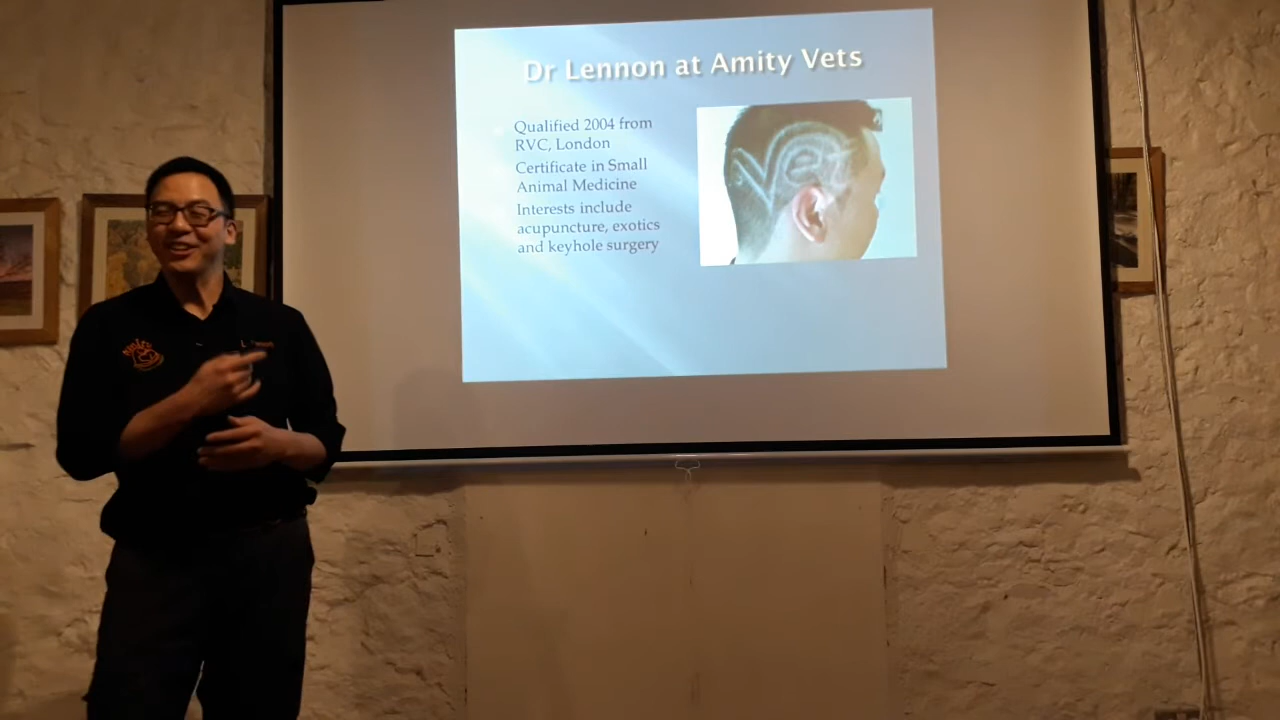 Dr Lennon at Amity Vets
Qualified 2004 from
RVC, London
Certificate in Small
Animal Medicine
Interests include
acupuncture, exotics
and keyhole surgery
Vet